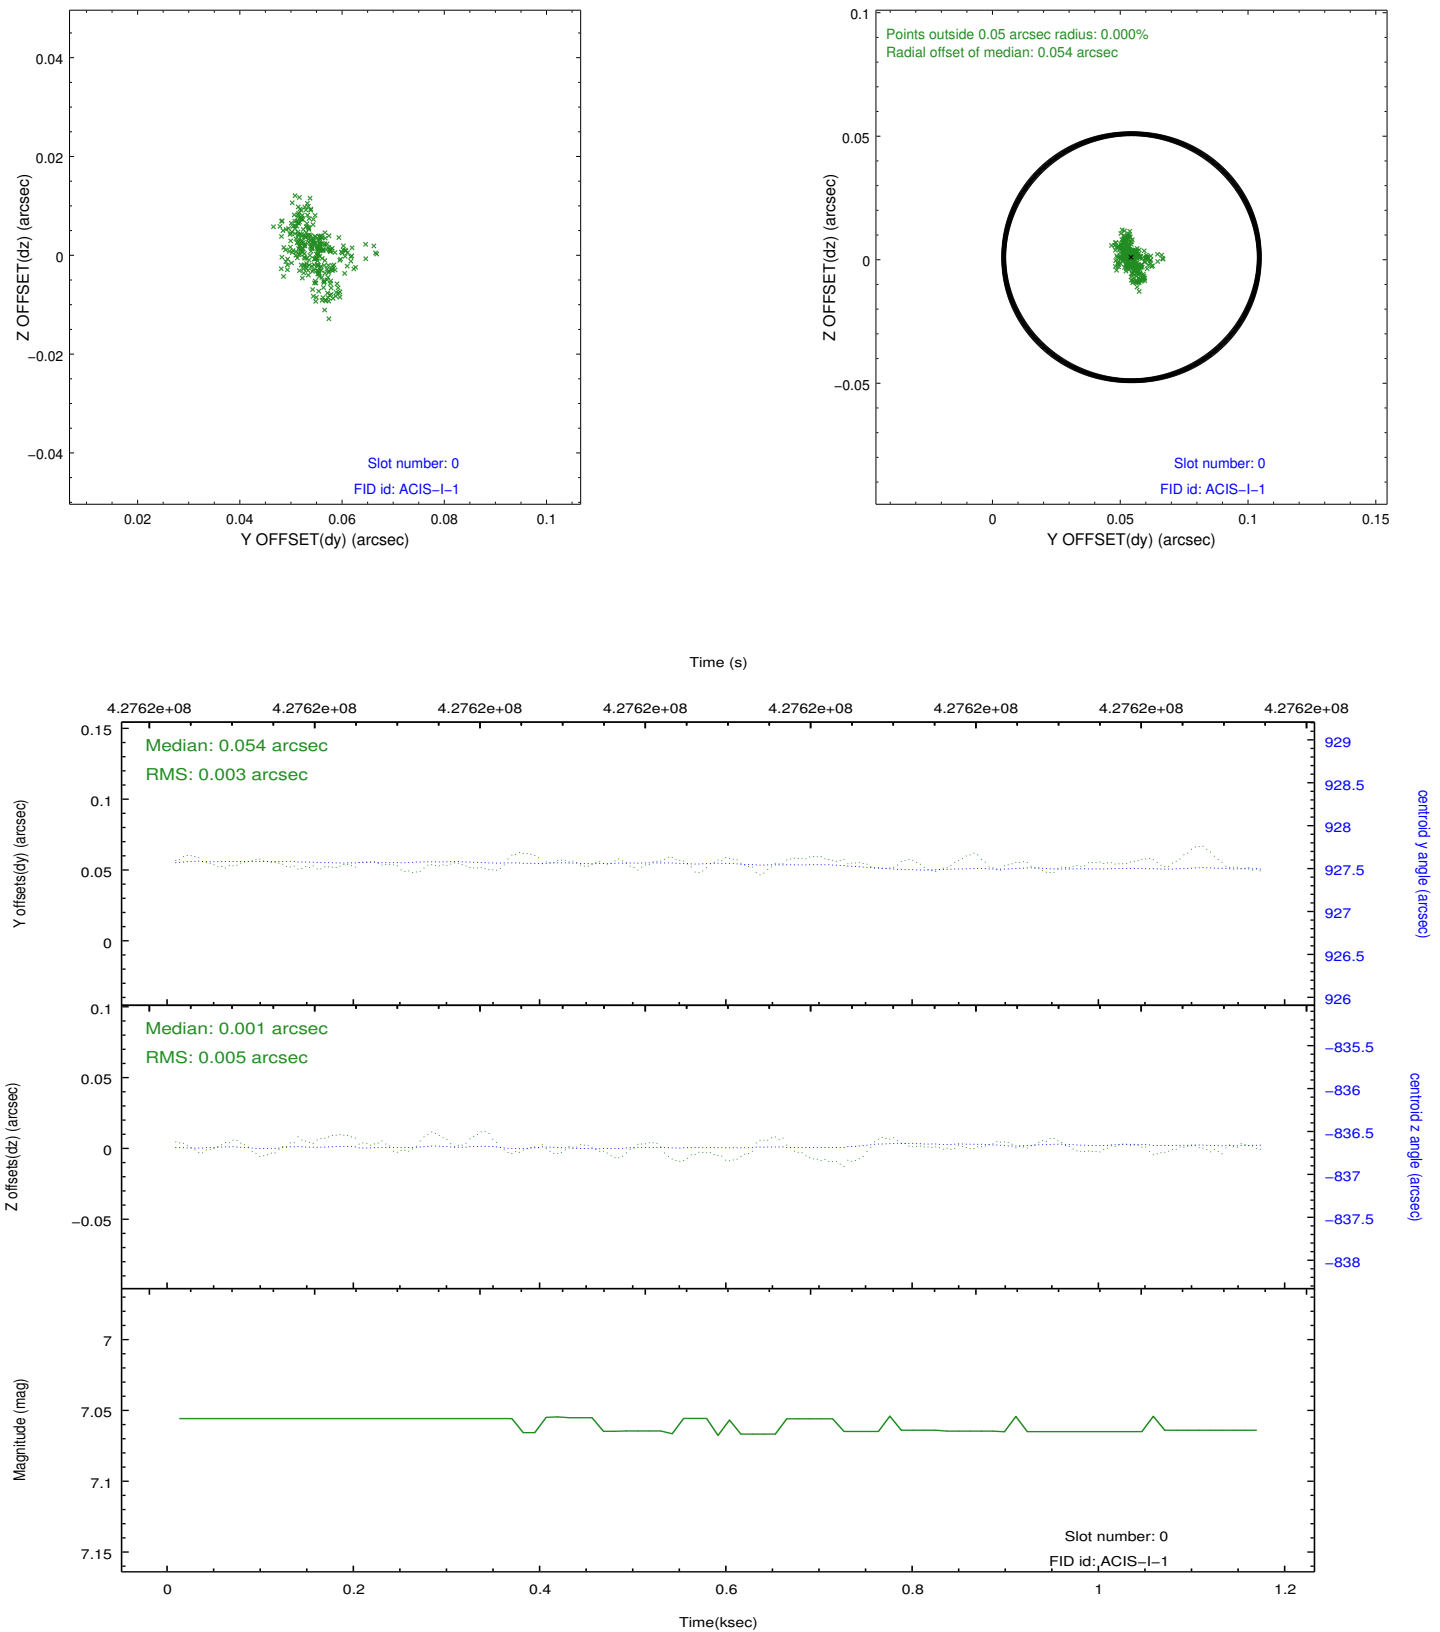 0.04
0.02
0
−0.02
−0.04
Z OFFSET(dz) (arcsec)
Slot number: 0
FID id: ACIS−I−1
0.02
0.04
0.06
0.08
0.1
Y OFFSET(dy) (arcsec)
Points outside 0.05 arcsec radius: 0.000%
Radial offset of median: 0.054 arcsec
0.1
0.05
0
−0.05
Z OFFSET(dz) (arcsec)
Slot number: 0
FID id: ACIS−I−1
0
0.05
0.1
0.15
Y OFFSET(dy) (arcsec)
Time (s)
4.2762e+08
4.2762e+08
4.2762e+08
4.2762e+08
4.2762e+08
4.2762e+08
4.2762e+08
4.2762e+08
Median: 0.054 arcsec
RMS: 0.003 arcsec
0.15
0.1
0.05
0
Y offsets(dy) (arcsec)
929
928.5
928
927.5
927
926.5
926
centroid y angle (arcsec)
Median: 0.001 arcsec
RMS: 0.005 arcsec
0.1
0.05
0
−0.05
Z offsets(dz) (arcsec)
−835.5
−836
−836.5
−837
−837.5
−838
centroid z angle (arcsec)
7
7.05
7.1
7.15
Magnitude (mag)
Slot number: 0
FID id: ACIS−I−1
0
0.2
0.4
0.6
0.8
1
1.2
Time(ksec)